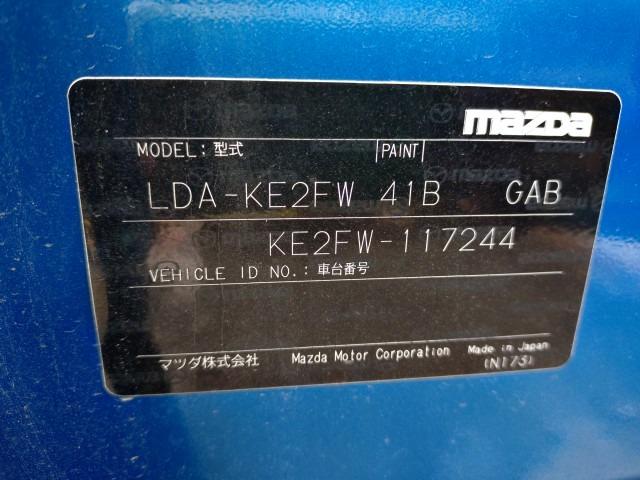 mazda
MODEL: 型式 PAINT
LDA-KE2FW 41B GAB
KE2FW-117244
VEHICLE ID NO.: 車台番号
マツダ株式会社 Mazda Motor Corporation Made in Japan
(N173)